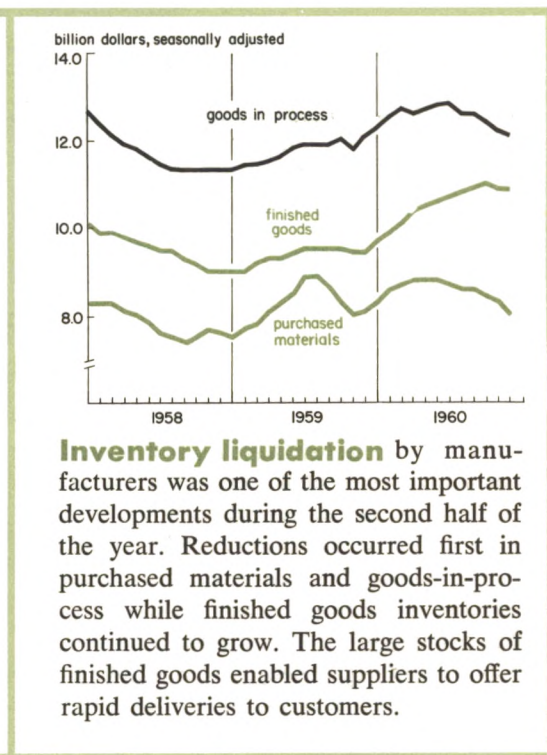 billion dollars, seasonally adjusted
14.0
goods in process
12.0
finished
goods
10.0
purchased
materials
8.0
1958 1959 1960
Inventory liquidation by manu-
facturers was one of the most important
developments during the second half of
the year. Reductions occurred first in
purchased materials and goods-in-pro-
cess while finished goods inventories
continued to grow. The large stocks of
finished goods enabled suppliers to offer
rapid deliveries to customers.